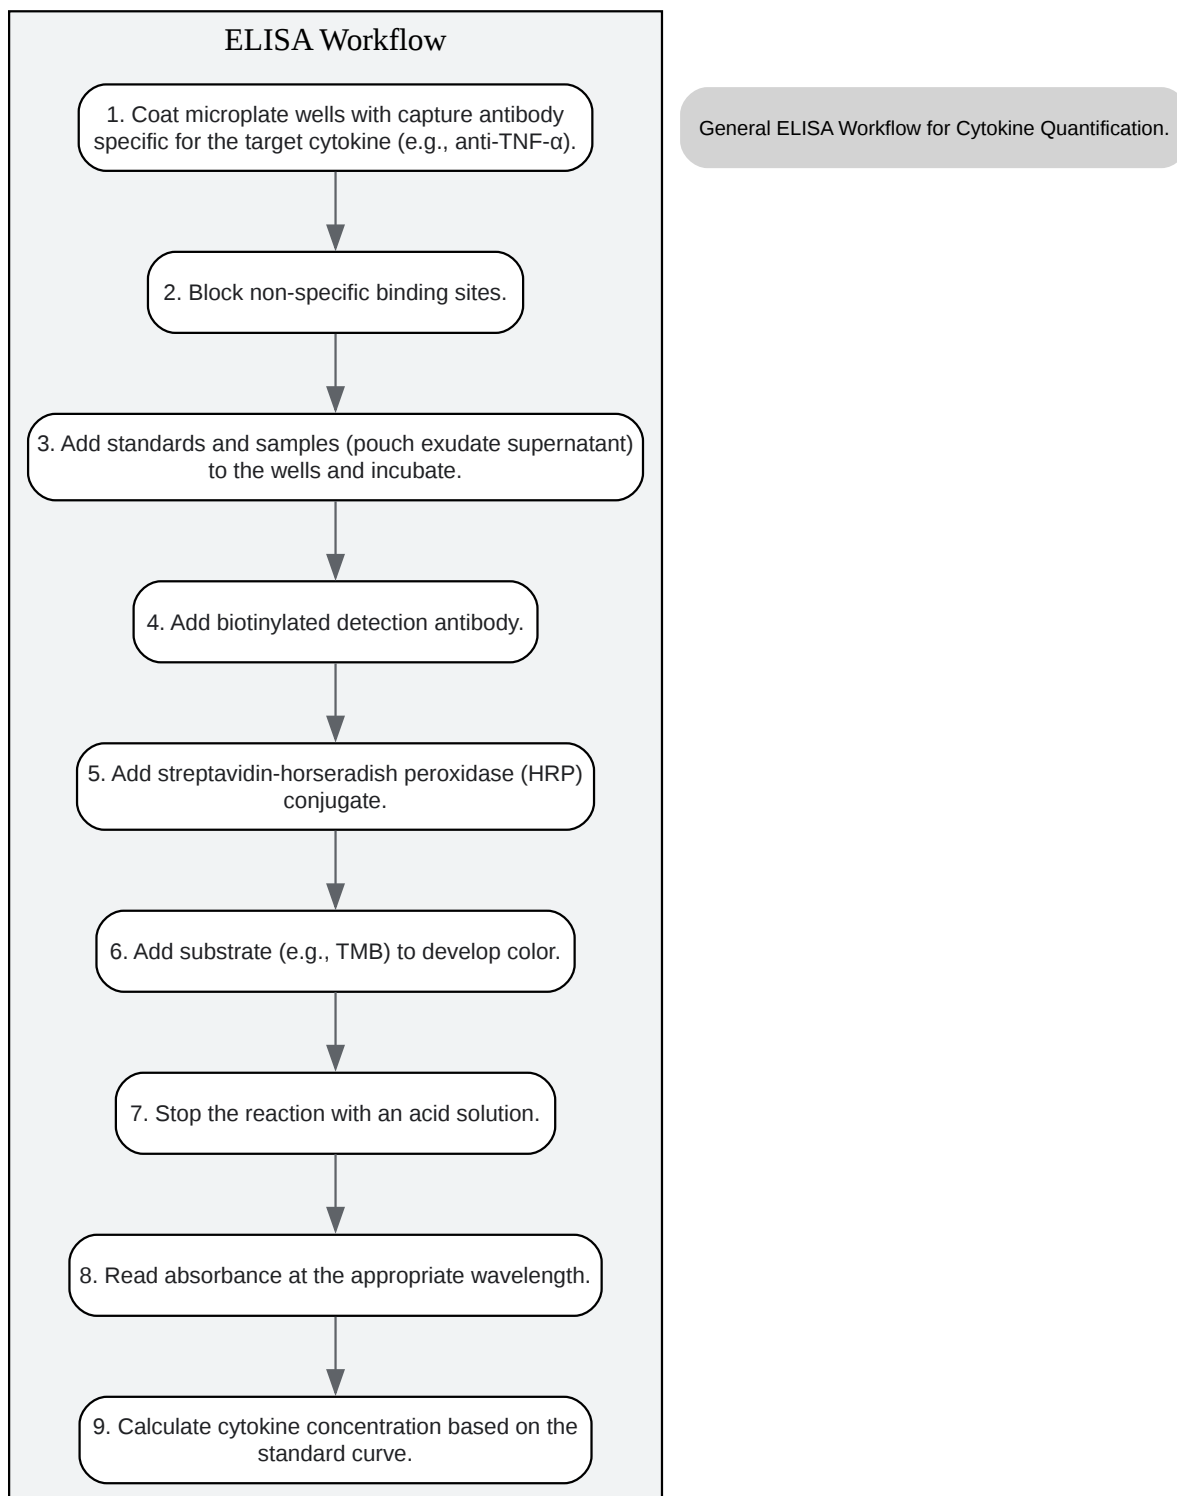 ELISA Workflow
1. Coat microplate wells with capture antibody
specific for the target cytokine (e.g., anti-TNF-α).
General ELISA Workflow for Cytokine Quantification.
2. Block non-specific binding sites.
3. Add standards and samples (pouch exudate supernatant)
to the wells and incubate.
4. Add biotinylated detection antibody.
5. Add streptavidin-horseradish peroxidase (HRP)
conjugate.
6. Add substrate (e.g., TMB) to develop color.
7. Stop the reaction with an acid solution.
8. Read absorbance at the appropriate wavelength.
9. Calculate cytokine concentration based on the
standard curve.